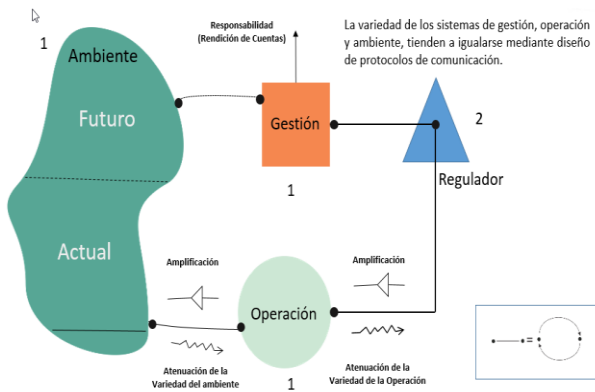 Responsabilidad
(Rendición de Cuentas)
La variedad de los sistemas de gestión, operación
y ambiente, tienden a igualarse mediante diseño
de protocolos de comunicación.
1
Ambiente
Futuro
Gestión
2
Regulador
1
Actual
Amplificación
Amplificación
Operación
=
Atenuación de la
Variedad del ambiente
1
Atenuación de la
Variedad de la Operación